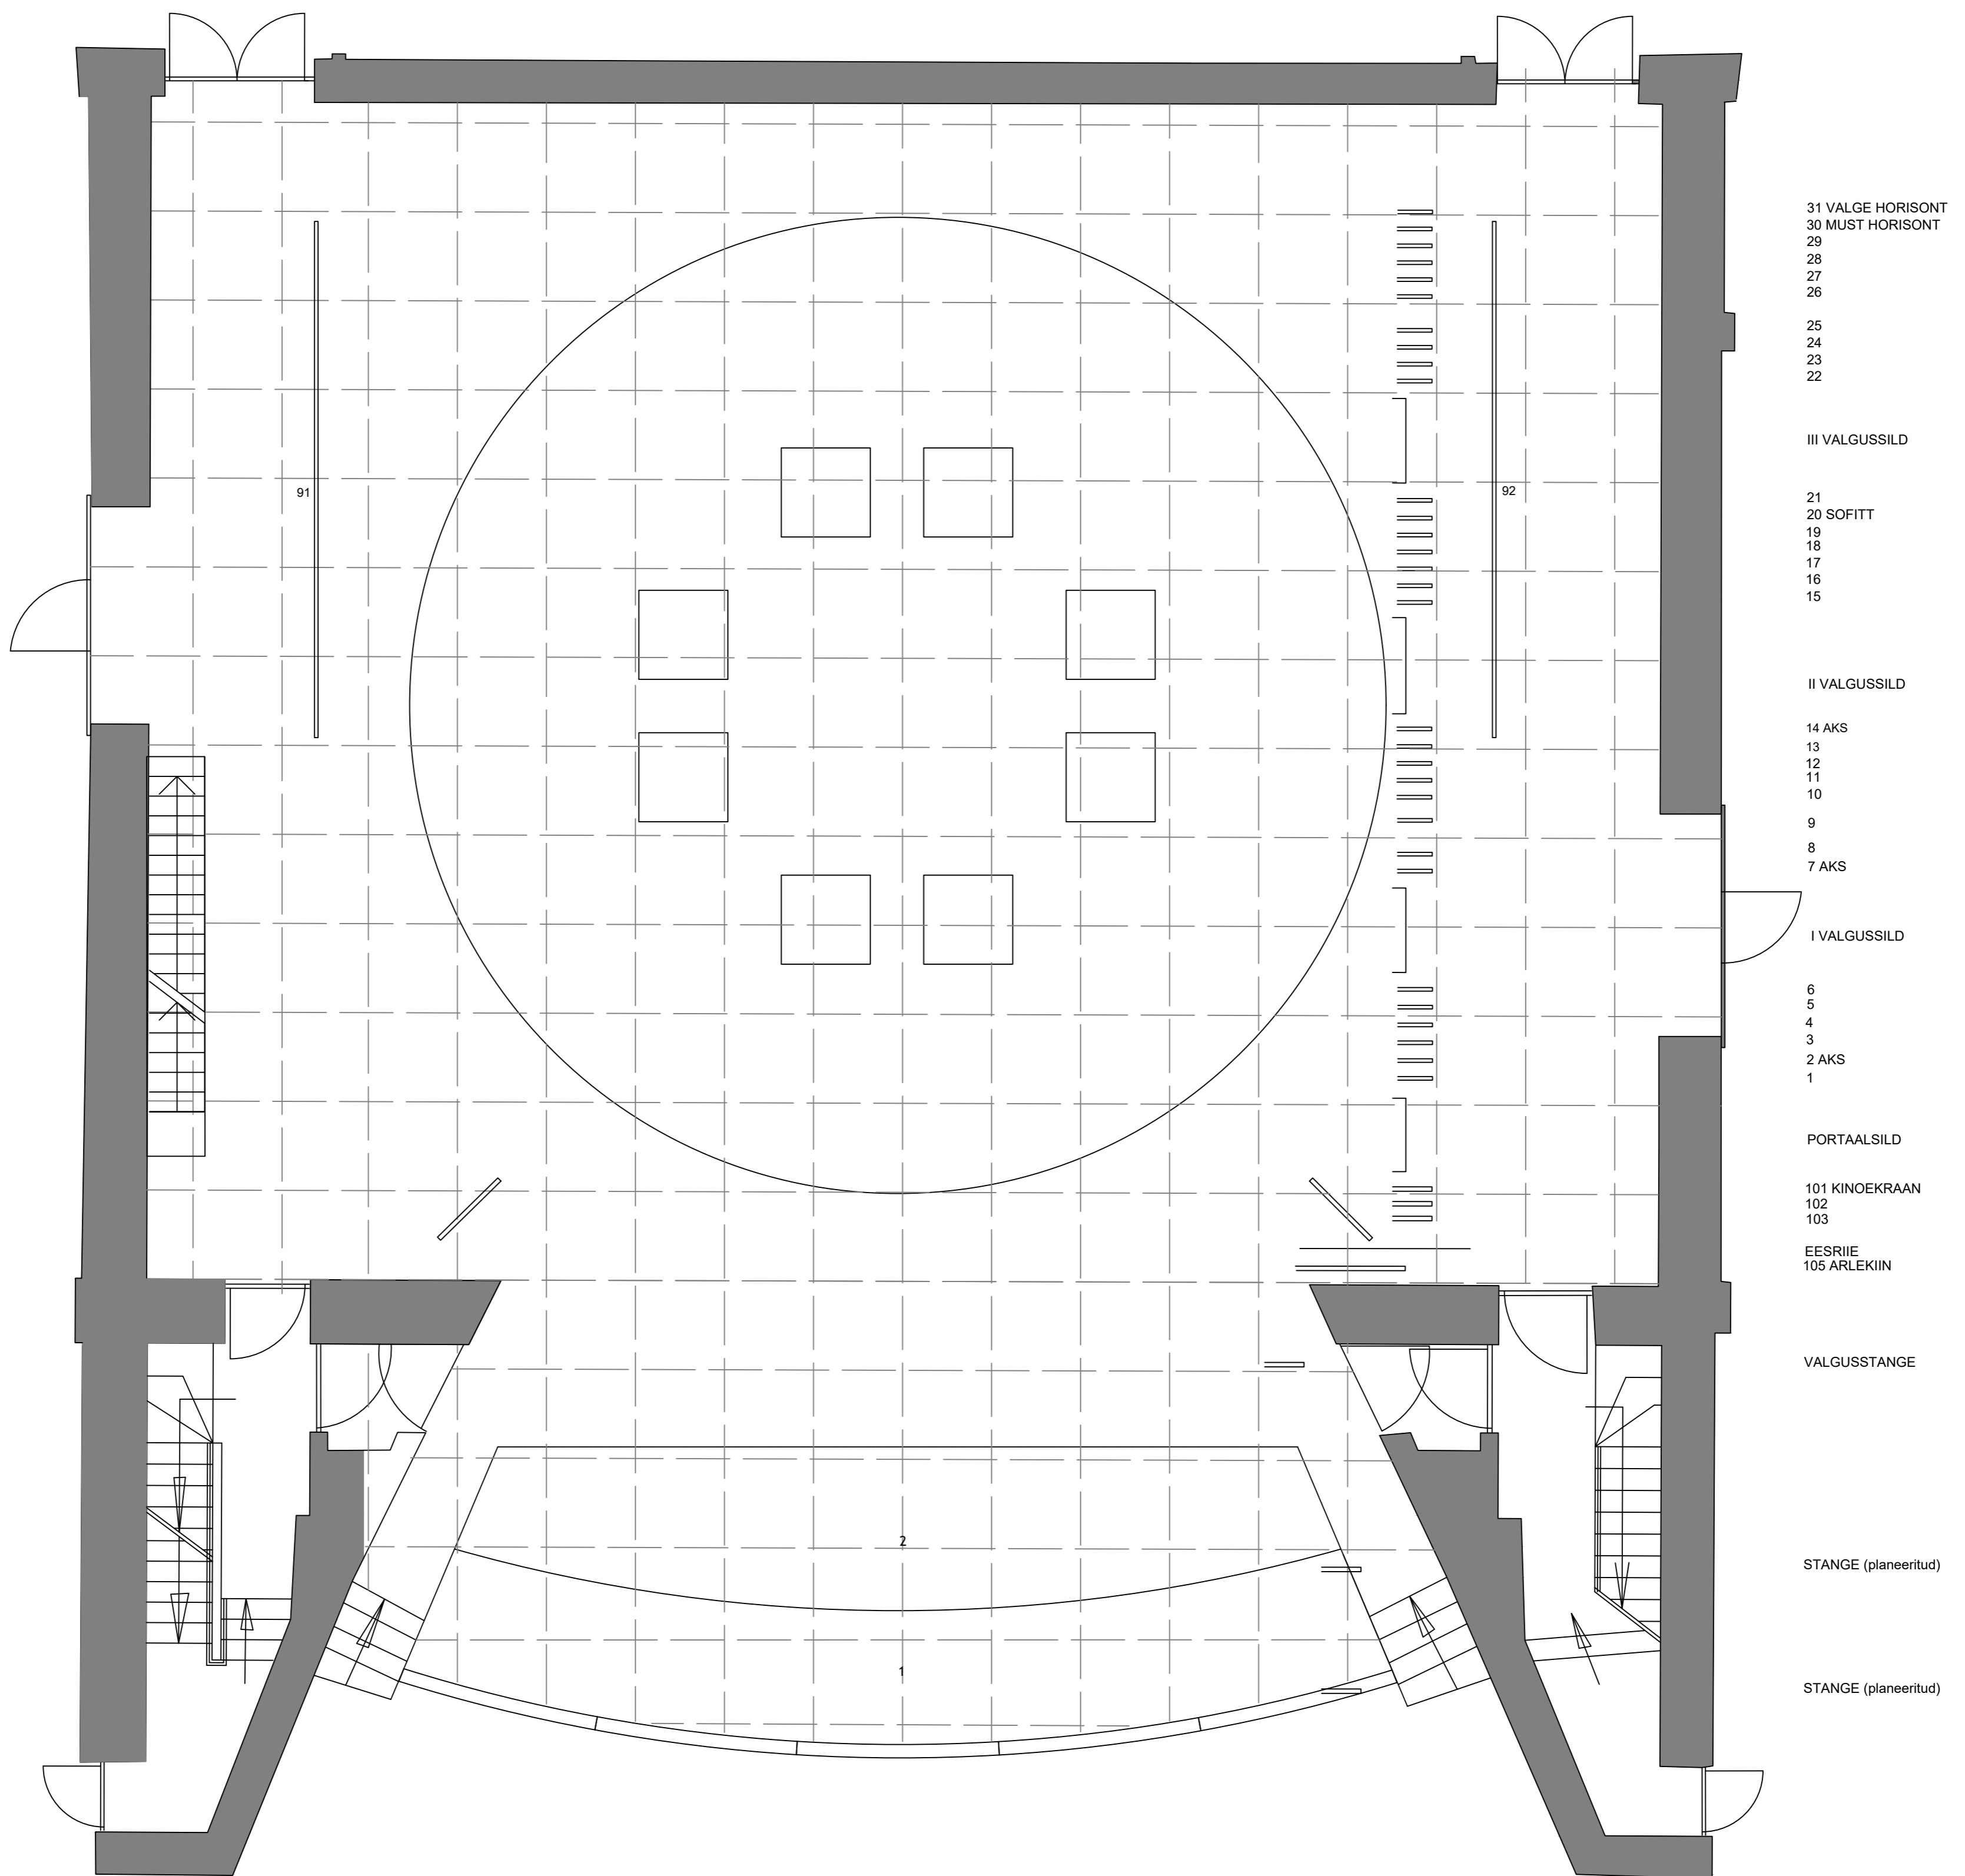 31 VALGE HORISONT
30 MUST HORISONT
29
28
27
26
25
24
23
22
III VALGUSSILD
91
92
21
20 SOFITT
19
18
17
16
15
II VALGUSSILD
14 AKS
13
12
11
10
9
8
7 AKS
I VALGUSSILD
6
5
4
3
2 AKS
1
PORTAALSILD
101 KINOEKRAAN
102
103
EESRIIE
105 ARLEKIIN
VALGUSSTANGE
2
STANGE (planeeritud)
1
STANGE (planeeritud)